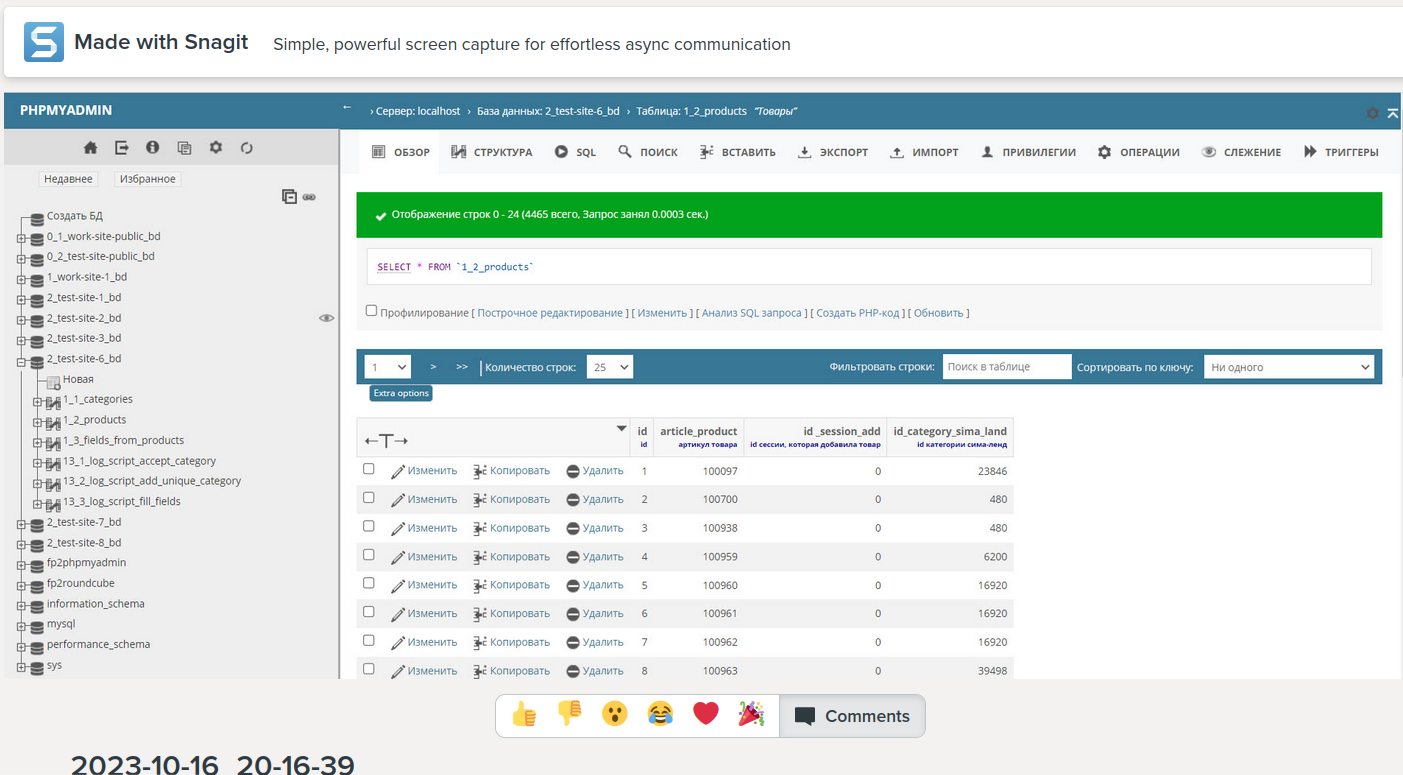 Made with Snagit Simple, powerful screen capture for effortless async communication
PHPMYADMIN
← › Сервер: localhost › База данных: 2_test-site-6_bd › Таблица: 1_2_products "Товары"
ОБЗОР СТРУКТУРА SQL ПОИСК ВСТАВИТЬ ЭКСПОРТ ИМПОРТ ПРИВИЛЕГИИ ОПЕРАЦИИ СЛЕЖЕНИЕ ТРИГГЕРЫ
Недавнее Избранное
Создать БД
0_1_work-site-public_bd
0_2_test-site-public_bd
1_work-site-1_bd
2_test-site-1_bd
2_test-site-2_bd
2_test-site-3_bd
2_test-site-6_bd
Новая
1_1_categories
1_2_products
1_3_fields_from_products
13_1_log_script_accept_category
13_2_log_script_add_unique_category
13_3_log_script_fill_fields
2_test-site-7_bd
2_test-site-8_bd
fp2phpmyadmin
fp2roundcube
information_schema
mysql
performance_schema
sys
Отображение строк 0 - 24 (4465 всего, Запрос занял 0.0003 сек.)
SELECT * FROM `1_2_products`
Профилирование [ Построчное редактирование ] [ Изменить ] [ Анализ SQL запроса ] [ Создать PHP-код ] [ Обновить ]
1 > >> Количество строк: 25 Фильтровать строки: Поиск в таблице Сортировать по ключу: Ни одного
Extra options
←T→ id article_product id _session_add id_category_sima_land
id артикул товара id сессии, которая добавила товар id категории сима-ленд
Изменить Копировать Удалить 1 100097 0 23846
Изменить Копировать Удалить 2 100700 0 480
Изменить Копировать Удалить 3 100938 0 480
Изменить Копировать Удалить 4 100959 0 6200
Изменить Копировать Удалить 5 100960 0 16920
Изменить Копировать Удалить 6 100961 0 16920
Изменить Копировать Удалить 7 100962 0 16920
Изменить Копировать Удалить 8 100963 0 39498
Comments
2023-10-16_20-16-39